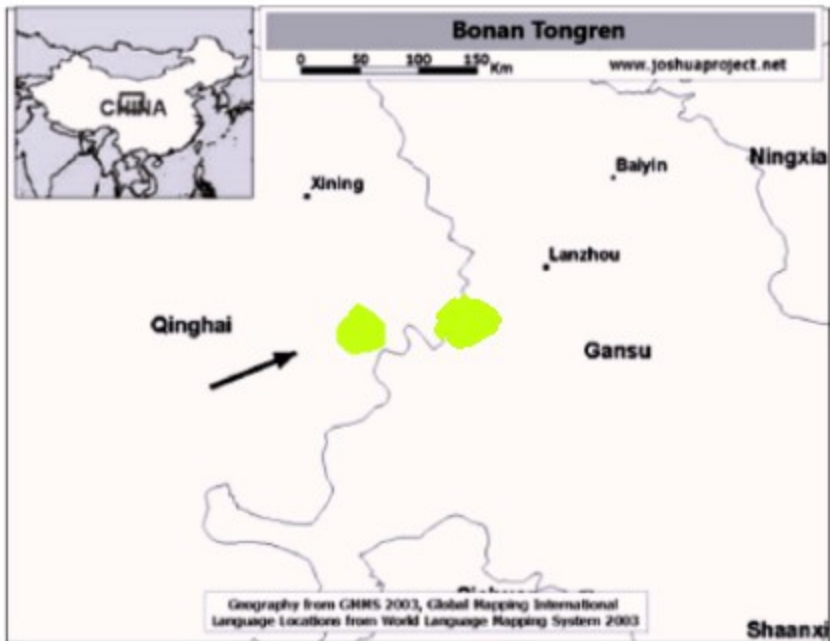 Bonan Tongren
0 50 100 150
Km
www.joshuaproject.net
CHINA
Xining
Baiyin
Ningxia
Lanzhou
Qinghai
Gansu
Geography from GMMS 2003, Global Mapping International
Language Locations from World Language Mapping System 2003
Shaanxi